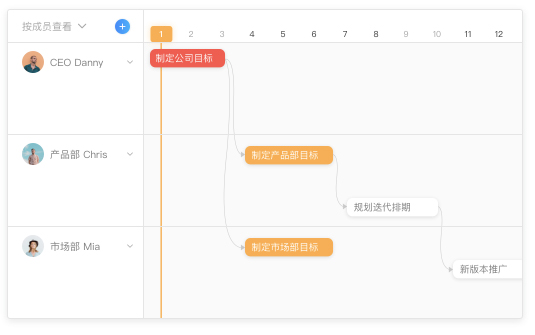 按成员查看
1 2 3 4 5 6 7 8 9 10 11 12
CEO Danny
制定公司目标
产品部 Chris
制定产品部目标
规划迭代排期
市场部 Mia
制定市场部目标
新版本推广